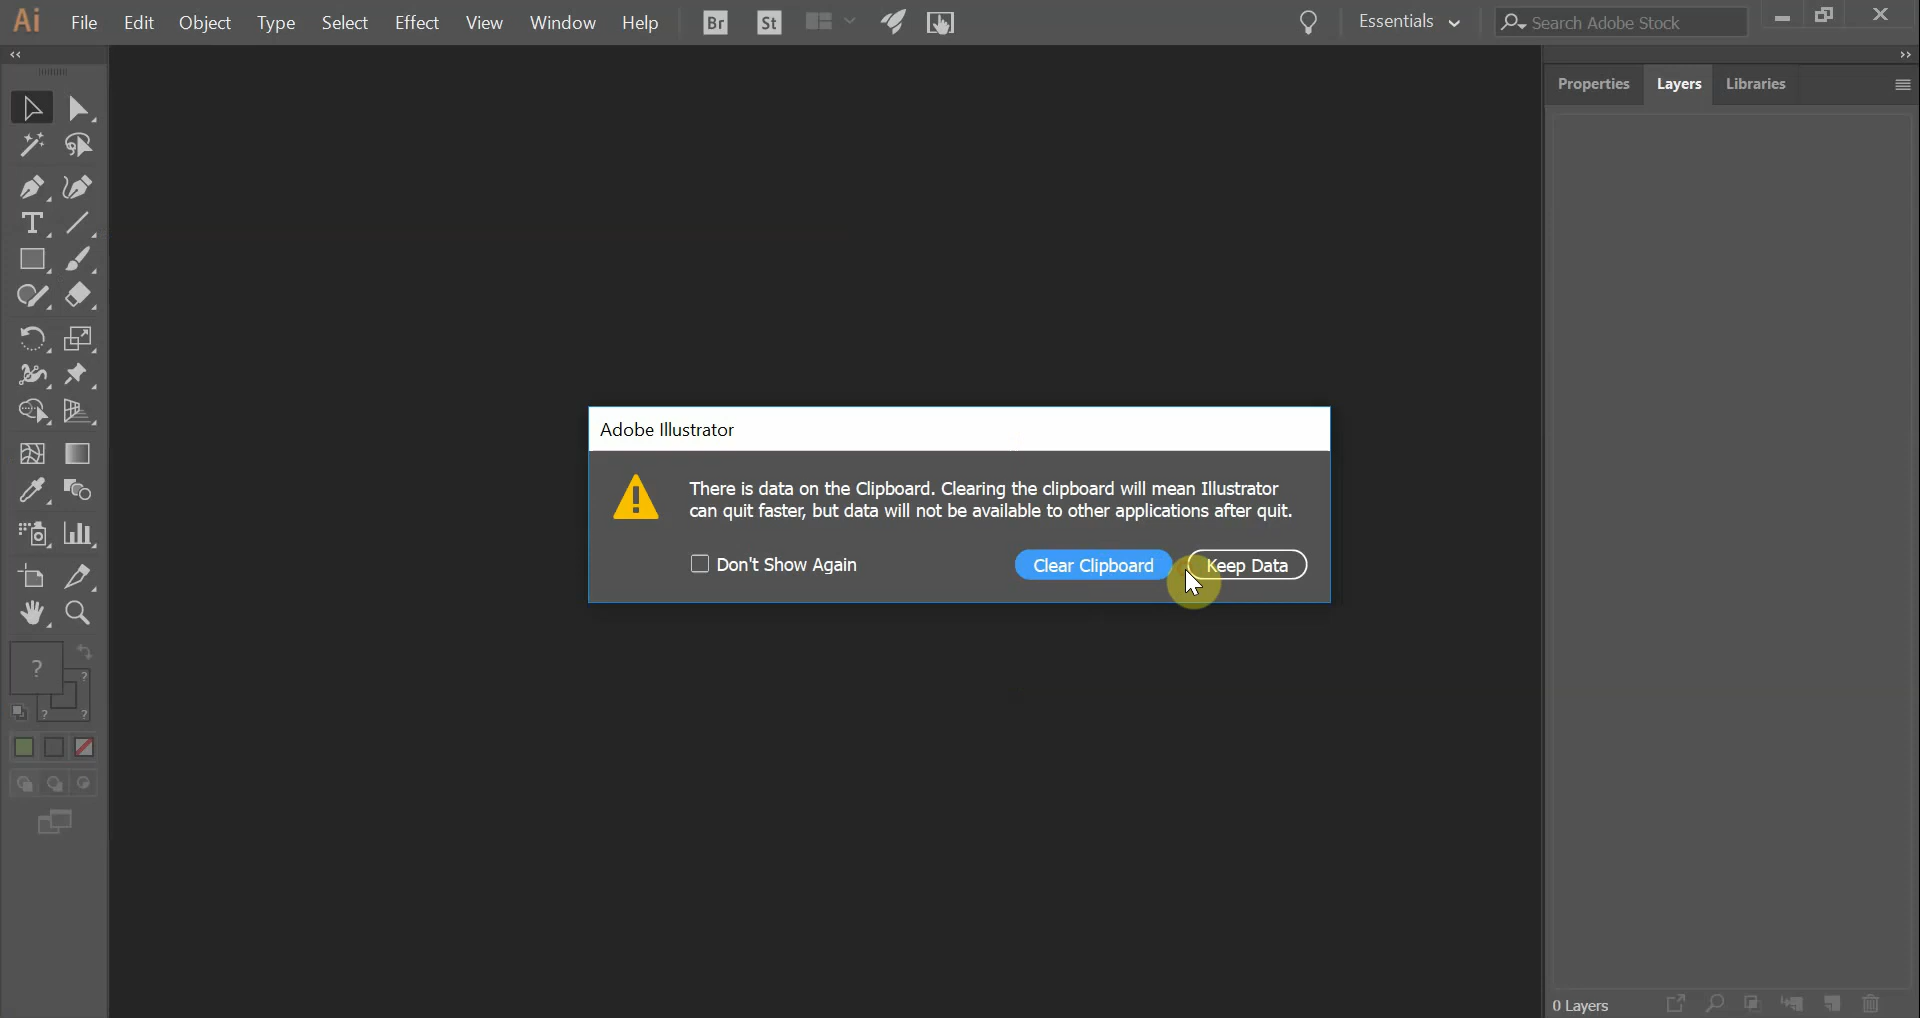 Ai File Edit Object Type Select Effect View Window Help Br St Essentials Search Adobe Stock
Properties Layers Libraries
Adobe Illustrator
There is data on the Clipboard. Clearing the clipboard will mean Illustrator
can quit faster, but data will not be available to other applications after quit.
Don't Show Again Clear Clipboard Keep Data
?
?
? ?
0 Layers